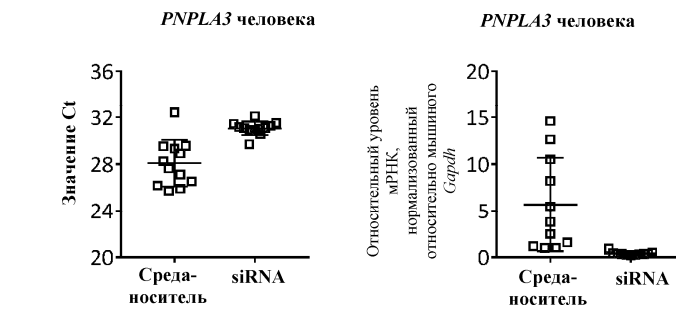 PNPLA3 человека
36
32
28
24
20
Значение Ct
Среда-
носитель
siRNA
PNPLA3 человека
Относительный уровень
мРНК,
нормализованный
относительно мышиного
Gapdh
20
15
10
5
0
Среда-
носитель
siRNA